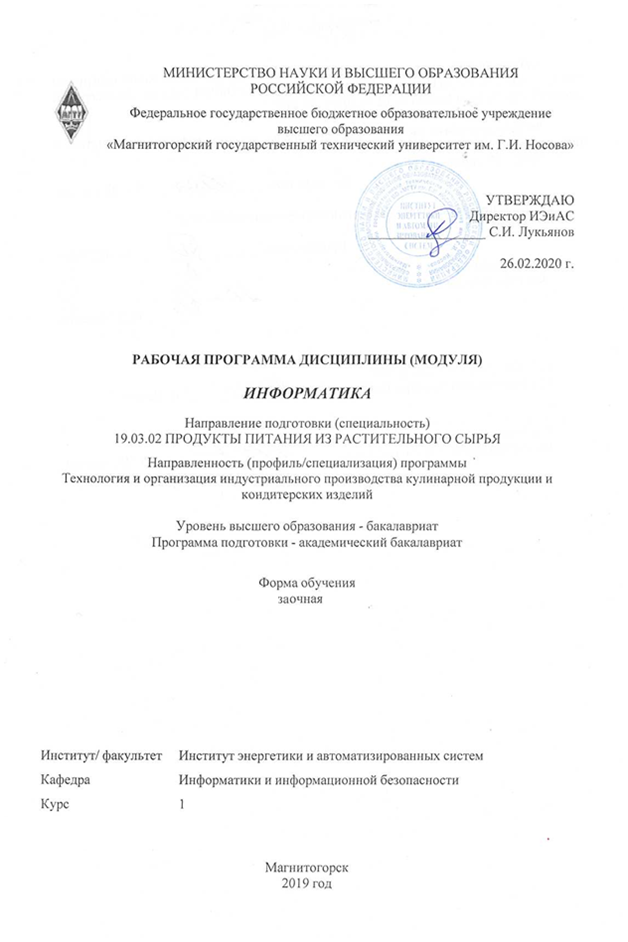 МИНИСТЕРСТВО НАУКИ И ВЫСШЕГО ОБРАЗОВАНИЯ
РОССИЙСКОЙ ФЕДЕРАЦИИ
Федеральное государственное бюджетное образовательное учреждение
высшего образования
«Магнитогорский государственный технический университет им. Г.И. Носова»
УТВЕРЖДАЮ
Директор ИЭиАС
С.И. Лукьянов
26.02.2020 г.
РАБОЧАЯ ПРОГРАММА ДИСЦИПЛИНЫ (МОДУЛЯ)
ИНФОРМАТИКА
Направление подготовки (специальность)
19.03.02 ПРОДУКТЫ ПИТАНИЯ ИЗ РАСТИТЕЛЬНОГО СЫРЬЯ
Направленность (профиль/специализация) программы
Технология и организация индустриального производства кулинарной продукции и
кондитерских изделий
Уровень высшего образования - бакалавриат
Программа подготовки - академический бакалавриат
Форма обучения
заочная
Институт/ факультет Институт энергетики и автоматизированных систем
Кафедра Информатики и информационной безопасности
Курс 1
Магнитогорск
2019 год